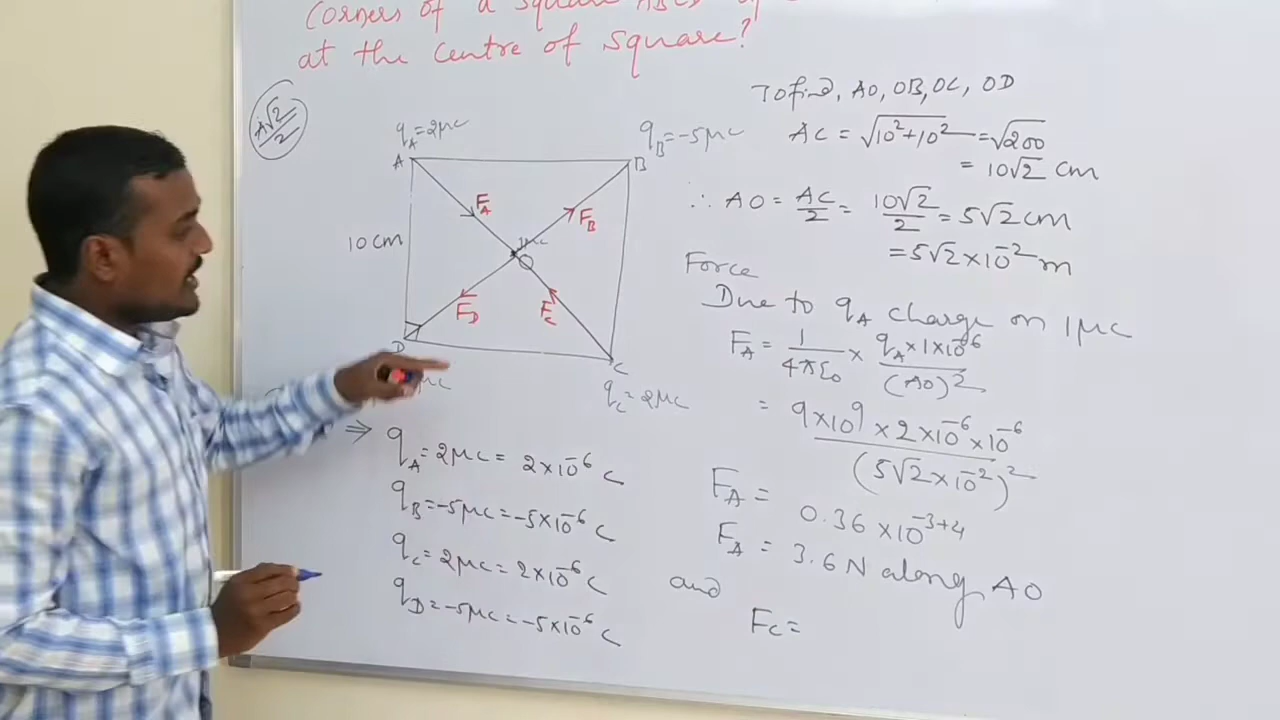 Corners of a square ABCD of
at the centre of square?
A√2/2
q_A = 2μC
q_B = -5μC
A
B
F_A
F_B
1μC
10 cm
F_D
F_C
D
C
μC
q_C = 2μC
⇒ q_A = 2μC = 2×10⁻⁶ C
q_B = -5μC = -5×10⁻⁶ C
q_C = 2μC = 2×10⁻⁶ C
q_D = -5μC = -5×10⁻⁶ C
To find, AO, OB, OC, OD
AC = √10²+10² = √200
= 10√2 cm
∴ AO = AC/2 = 10√2/2 = 5√2 cm
= 5√2×10⁻² m
Force
Due to q_A charge on 1μC
F_A = 1/4πε₀ × q_A×1×10⁻⁶/(AO)²
= 9×10⁹×2×10⁻⁶×10⁻⁶/(5√2×10⁻²)²
F_A = 0.36×10⁻³⁺⁴
F_A = 3.6 N along AO
and
F_C =